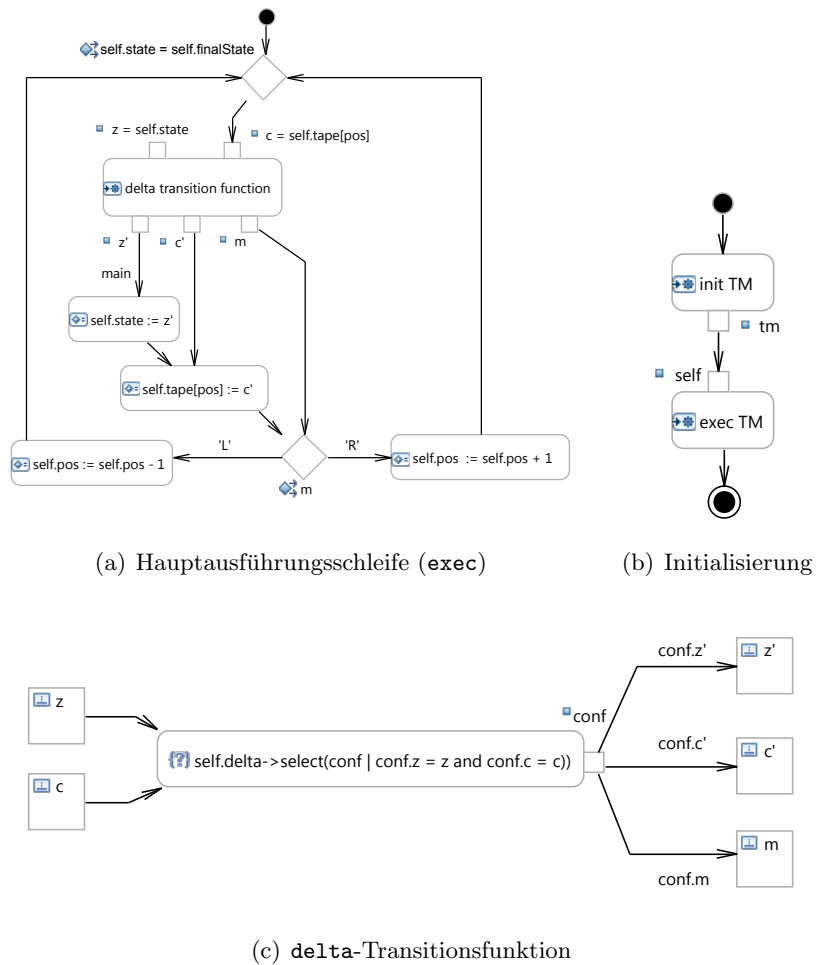 self.state = self.finalState
z = self.state
c = self.tape[pos]
delta transition function
z'
c'
m
main
self.state := z'
self.tape[pos] := c'
'L'
'R'
self.pos := self.pos - 1
self.pos := self.pos + 1
m
(a) Hauptausführungsschleife (exec)
init TM
tm
self
exec TM
(b) Initialisierung
z
c
self.delta->select(conf | conf.z = z and conf.c = c))
conf
conf.z'
z'
conf.c'
c'
m
conf.m
(c) delta-Transitionsfunktion